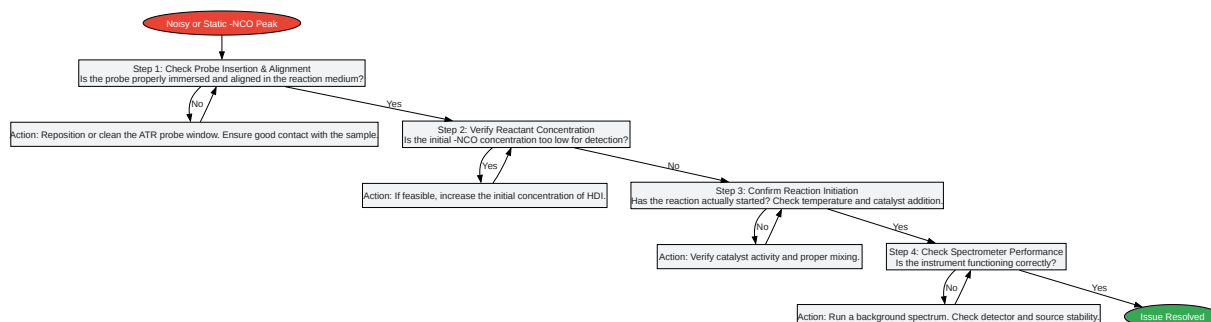 Noisy or Static -NCO Peak
Step 1: Check Probe Insertion & Alignment
Is the probe properly immersed and aligned in the reaction medium?
No
Yes
Action: Reposition or clean the ATR probe window. Ensure good contact with the sample.
Step 2: Verify Reactant Concentration
Is the initial -NCO concentration too low for detection?
Yes
No
Action: If feasible, increase the initial concentration of HDI.
Step 3: Confirm Reaction Initiation
Has the reaction actually started? Check temperature and catalyst addition.
No
Yes
Action: Verify catalyst activity and proper mixing.
Step 4: Check Spectrometer Performance
Is the instrument functioning correctly?
No
Yes
Action: Run a background spectrum. Check detector and source stability.
Issue Resolved